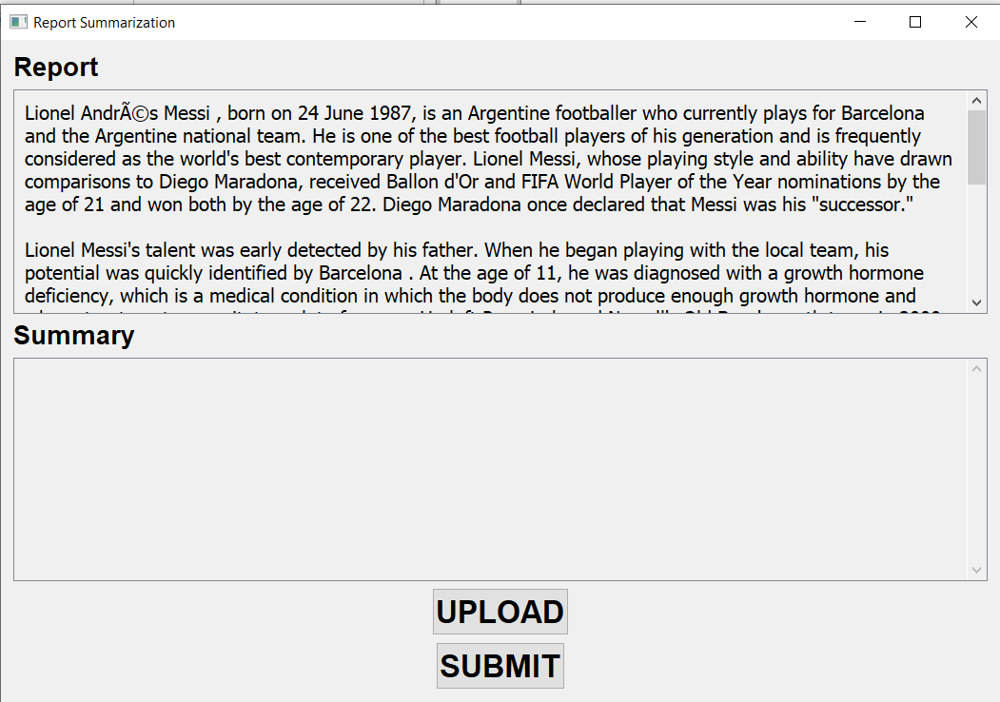 Report Summarization
Report
Lionel AndrÃ©s Messi , born on 24 June 1987, is an Argentine footballer who currently plays for Barcelona
and the Argentine national team. He is one of the best football players of his generation and is frequently
considered as the world's best contemporary player. Lionel Messi, whose playing style and ability have drawn
comparisons to Diego Maradona, received Ballon d'Or and FIFA World Player of the Year nominations by the
age of 21 and won both by the age of 22. Diego Maradona once declared that Messi was his "successor."
Lionel Messi's talent was early detected by his father. When he began playing with the local team, his
potential was quickly identified by Barcelona . At the age of 11, he was diagnosed with a growth hormone
deficiency, which is a medical condition in which the body does not produce enough growth hormone and
Summary
UPLOAD
SUBMIT